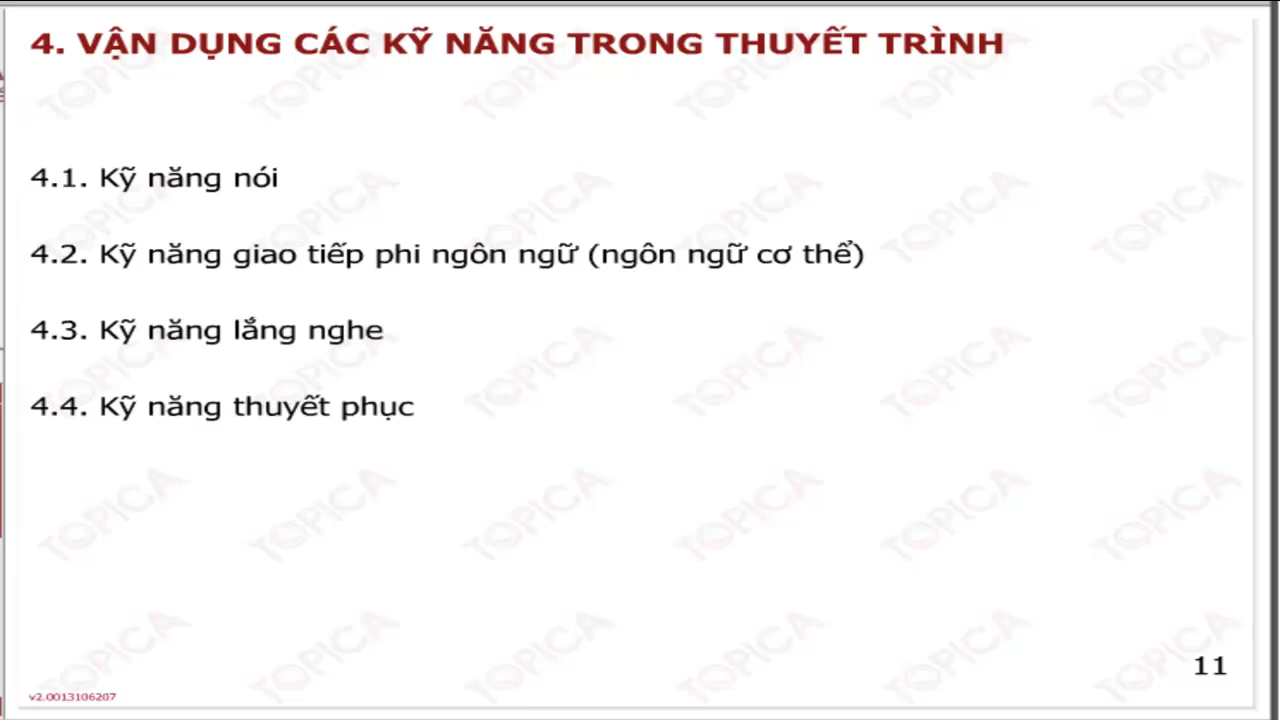 4. VẬN DỤNG CÁC KỸ NĂNG TRONG THUYẾT TRÌNH
4.1. Kỹ năng nói
4.2. Kỹ năng giao tiếp phi ngôn ngữ (ngôn ngữ cơ thể)
4.3. Kỹ năng lắng nghe
4.4. Kỹ năng thuyết phục
11
v2.0013106207
TOPICA